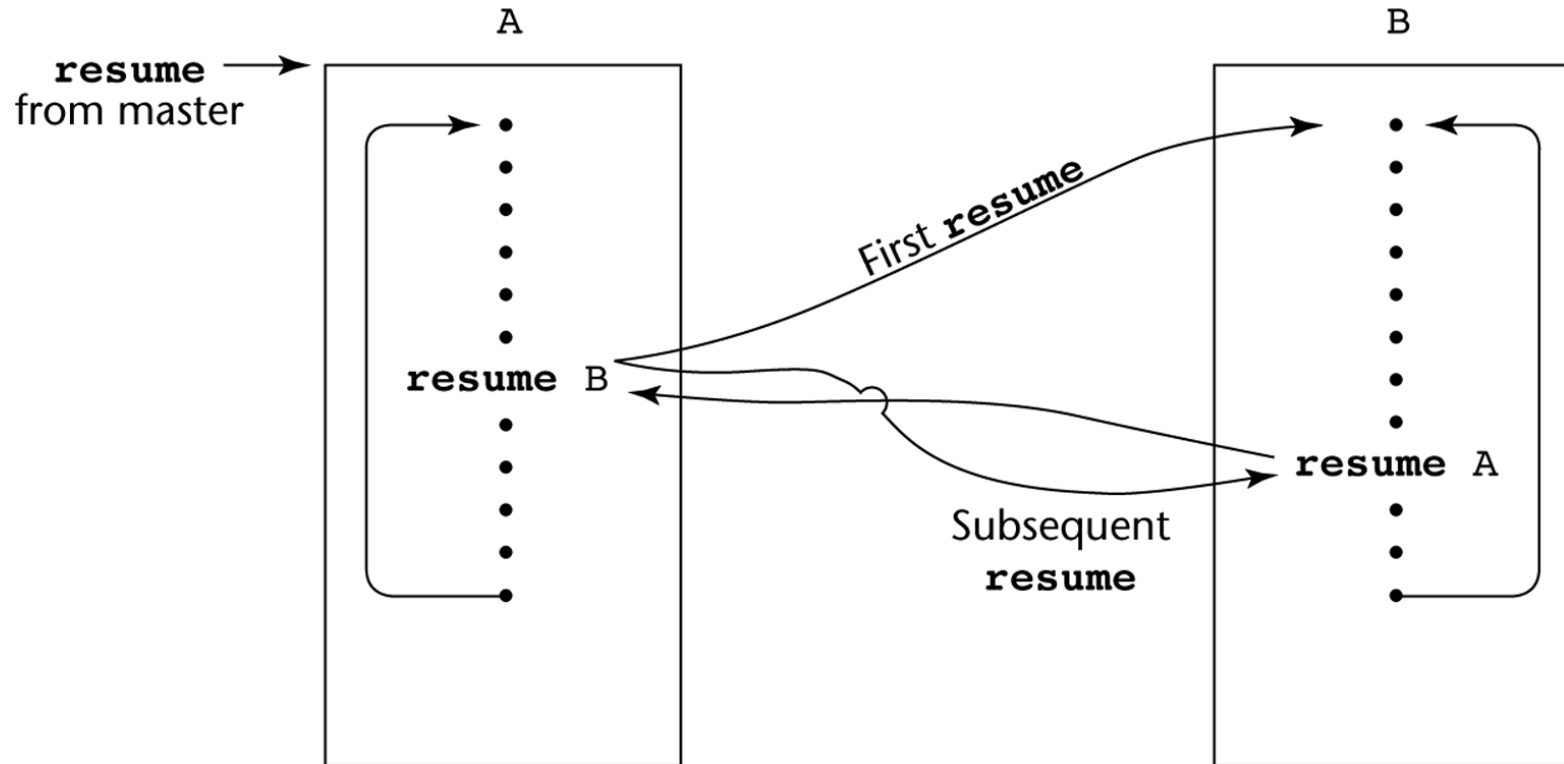 A
B
resume
from master
First resume
resume B
resume A
Subsequent
resume